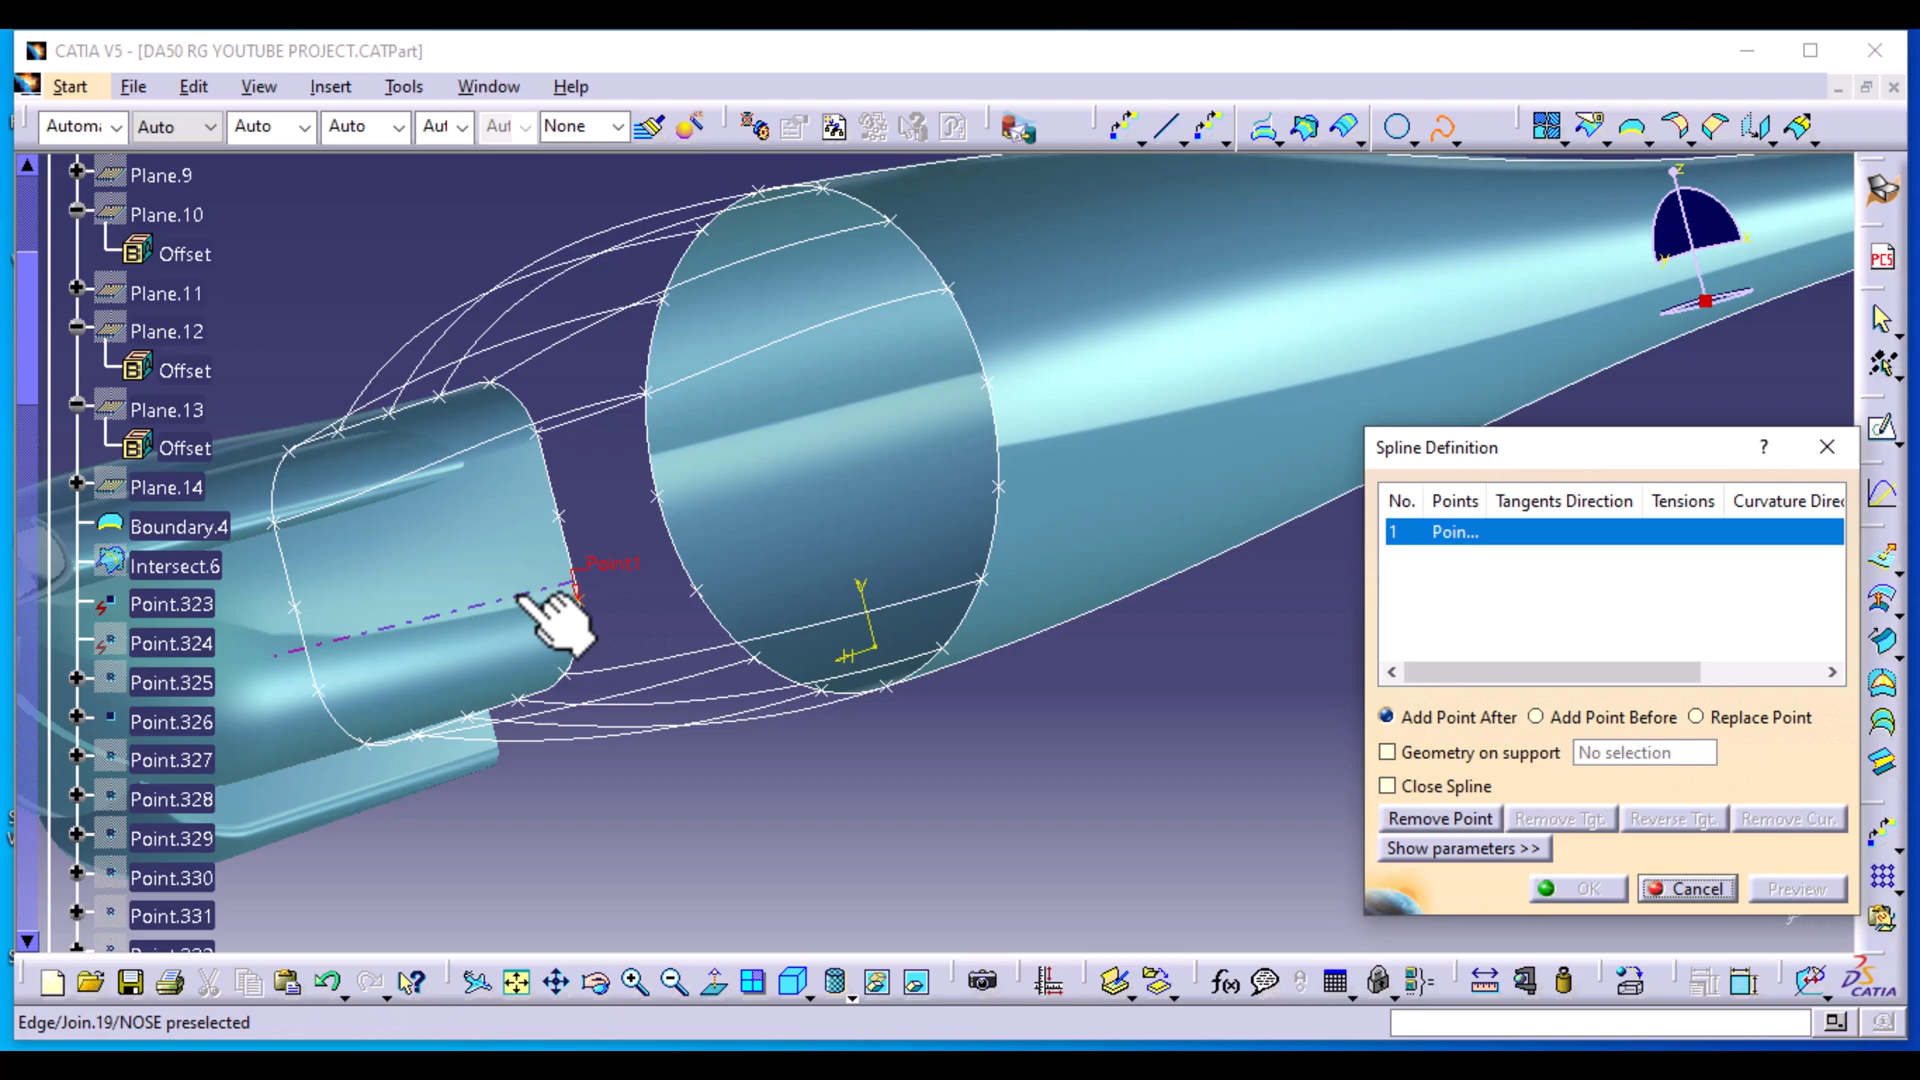 CATIA V5 - [DA50 RG YOUTUBE PROJECT.CATPart]
Start File Edit View Insert Tools Window Help
Automa Auto Auto Auto Aut Aut None
Plane.9
Plane.10
Offset
Plane.11
Plane.12
Offset
Plane.13
Offset
Plane.14
Boundary.4
Intersect.6
Point.323
Point.324
Point.325
Point.326
Point.327
Point.328
Point.329
Point.330
Point.331
Point1
Y
H
z
x
y
PCS
Spline Definition
?
No. Points Tangents Direction Tensions Curvature Direc
1 Poin...
Add Point After Add Point Before Replace Point
Geometry on support No selection
Close Spline
Remove Point Remove Tgt. Reverse Tgt. Remove Cur.
Show parameters >>
OK Cancel Preview
f(x)
CATIA
Edge/Join.19/NOSE preselected